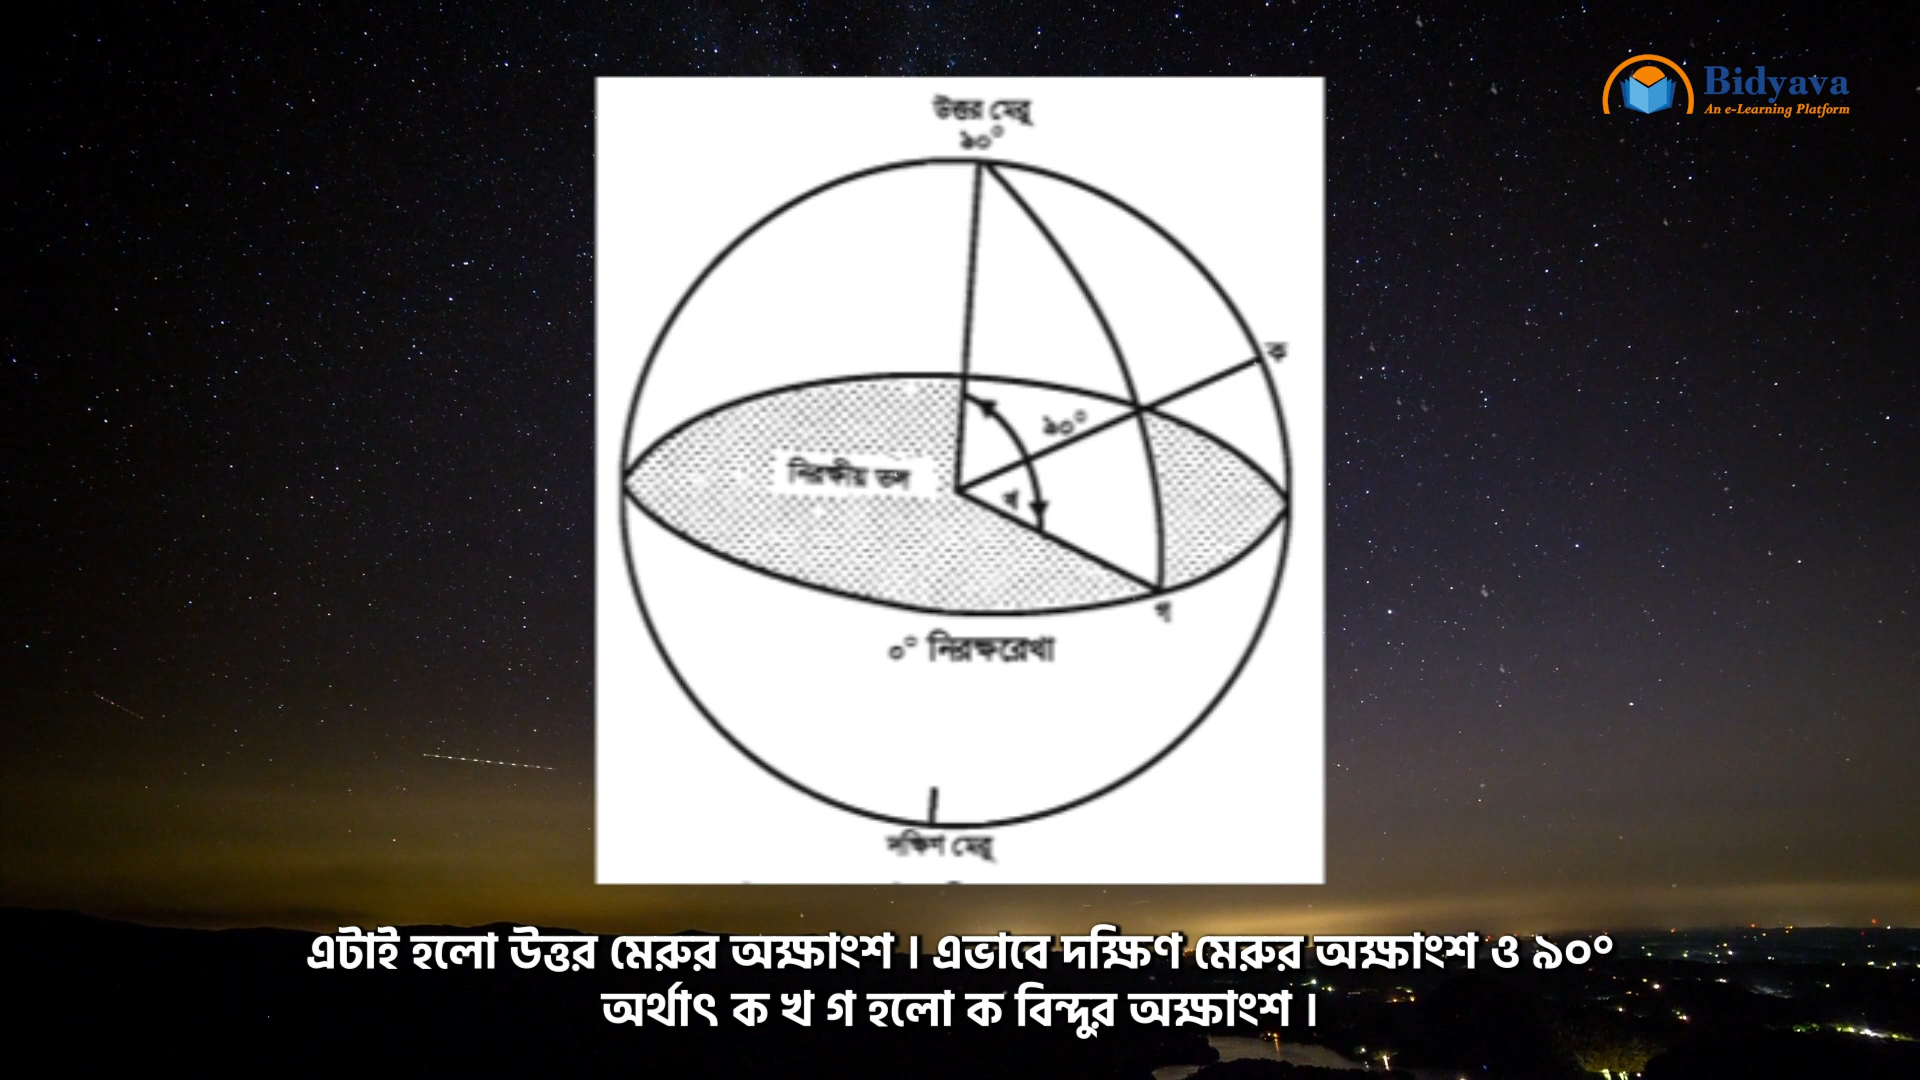 Bidyava
An e-Learning Platform
উত্তর মেরু
৯০°
ক
৯০°
নিরক্ষীয় তল
খ
গ
০° নিরক্ষরেখা
দক্ষিণ মেরু
এটাই হলো উত্তর মেরুর অক্ষাংশ । এভাবে দক্ষিণ মেরুর অক্ষাংশ ও ৯০°
অর্থাৎ ক খ গ হলো ক বিন্দুর অক্ষাংশ ।